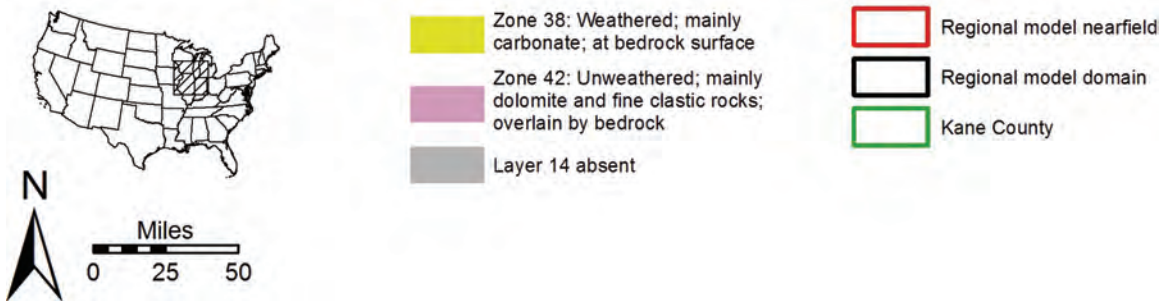 N
Miles
0 25 50
Zone 38: Weathered; mainly
carbonate; at bedrock surface
Zone 42: Unweathered; mainly
dolomite and fine clastic rocks;
overlain by bedrock
Layer 14 absent
Regional model nearfield
Regional model domain
Kane County